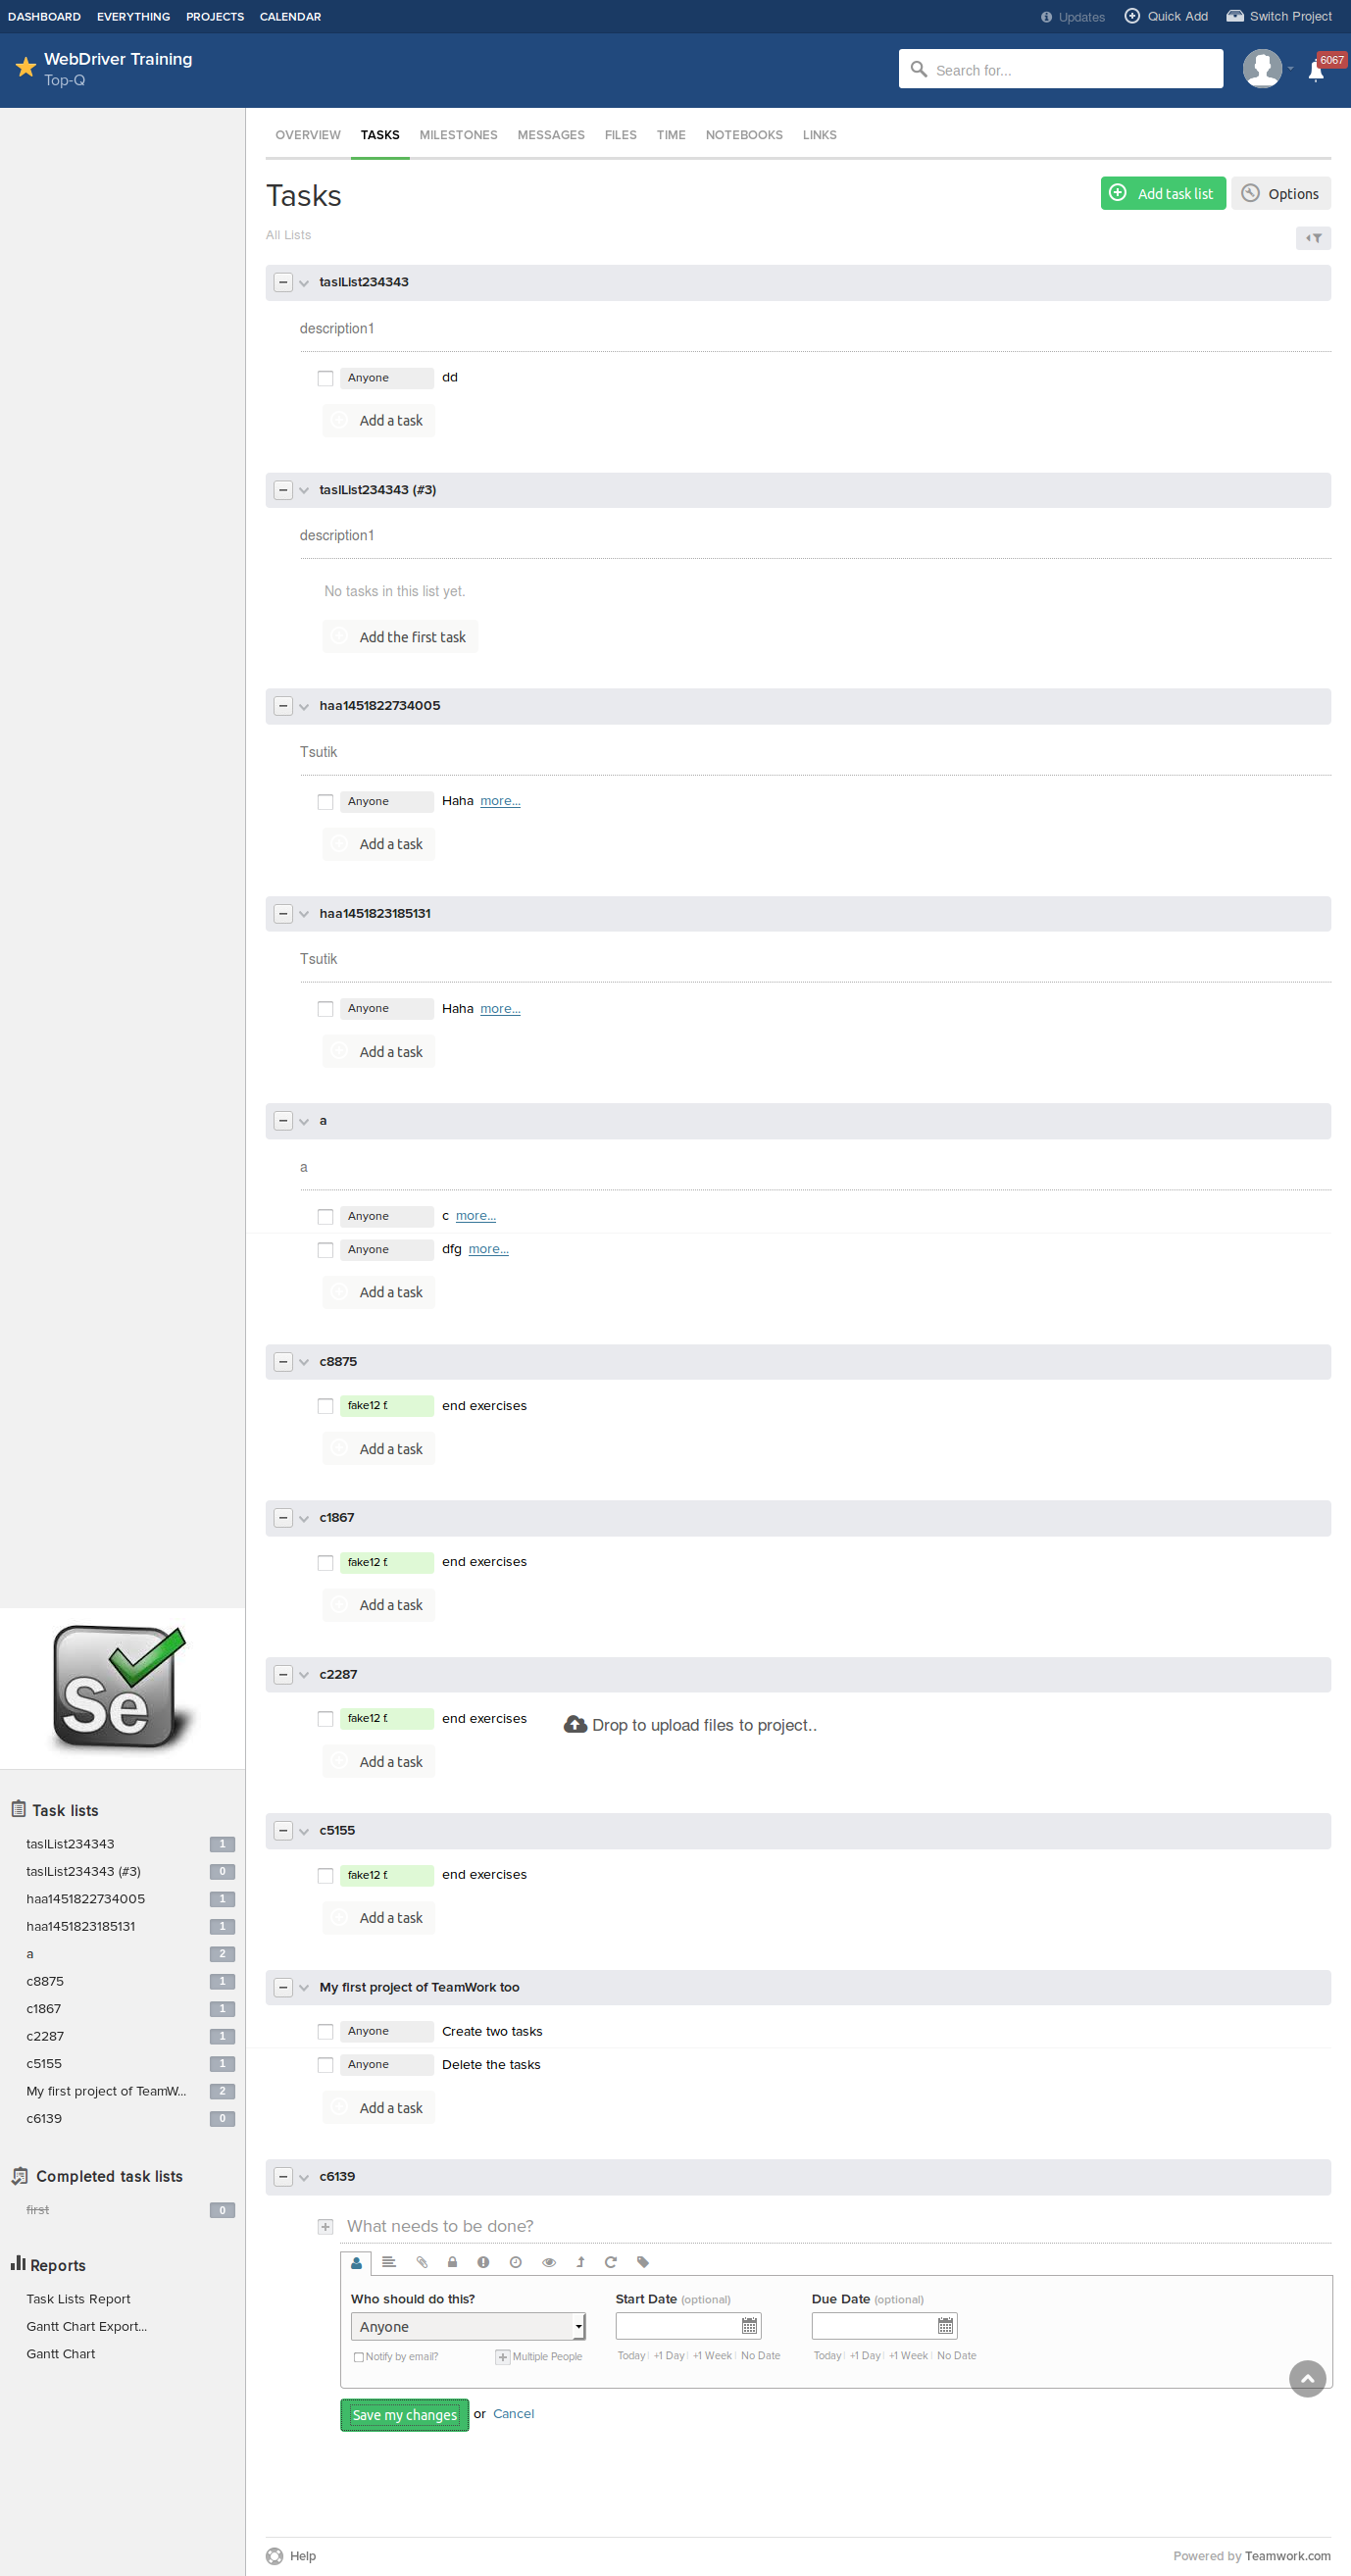 DASHBOARD EVERYTHING PROJECTS CALENDAR Updates Quick Add Switch Project
WebDriver Training
Top-Q
Search for...
6067
OVERVIEW TASKS MILESTONES MESSAGES FILES TIME NOTEBOOKS LINKS
Tasks
Add task list Options
All Lists
taslList234343
description1
Anyone dd
Add a task
taslList234343 (#3)
description1
No tasks in this list yet.
Add the first task
haa1451822734005
Tsutik
Anyone Haha more...
Add a task
haa1451823185131
Tsutik
Anyone Haha more...
Add a task
a
a
Anyone c more...
Anyone dfg more...
Add a task
c8875
fake12 f. end exercises
Add a task
c1867
fake12 f. end exercises
Add a task
c2287
fake12 f. end exercises
Drop to upload files to project..
Add a task
c5155
fake12 f. end exercises
Add a task
My first project of TeamWork too
Anyone Create two tasks
Anyone Delete the tasks
Add a task
c6139
What needs to be done?
Who should do this? Start Date (optional) Due Date (optional)
Anyone
Notify by email? Multiple People Today +1 Day +1 Week No Date Today +1 Day +1 Week No Date
Save my changes or Cancel
Se
Task lists
taslList234343 1
taslList234343 (#3) 0
haa1451822734005 1
haa1451823185131 1
a 2
c8875 1
c1867 1
c2287 1
c5155 1
My first project of TeamW... 2
c6139 0
Completed task lists
first 0
Reports
Task Lists Report
Gantt Chart Export...
Gantt Chart
Help Powered by Teamwork.com